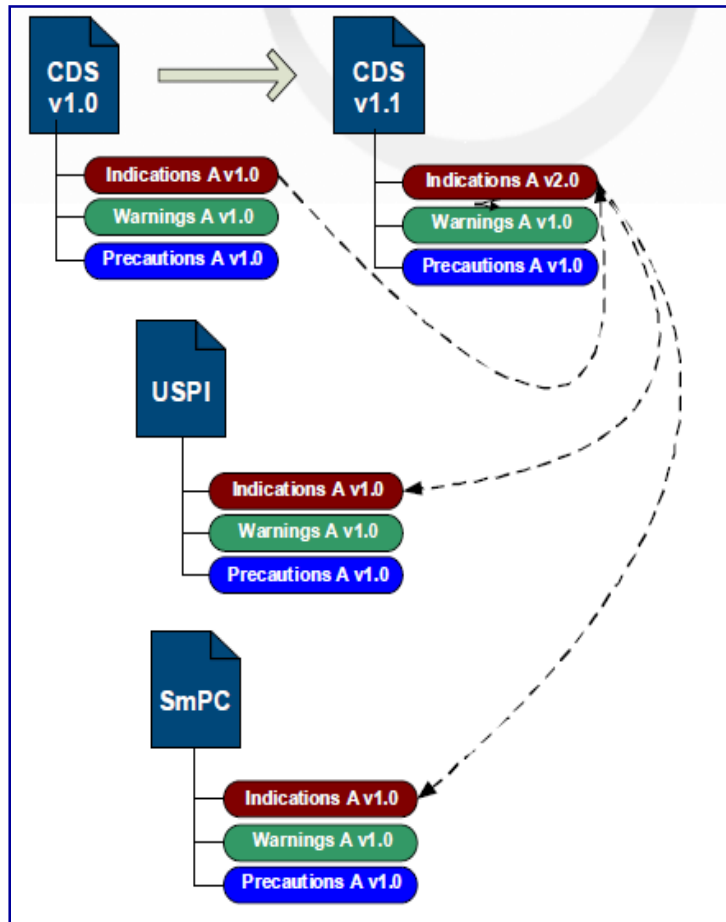 CDS
v1.0
CDS
v1.1
Indications A v1.0
Warnings A v1.0
Precautions A v1.0
Indications A v2.0
Warnings A v1.0
Precautions A v1.0
USPI
Indications A v1.0
Warnings A v1.0
Precautions A v1.0
SmPC
Indications A v1.0
Warnings A v1.0
Precautions A v1.0